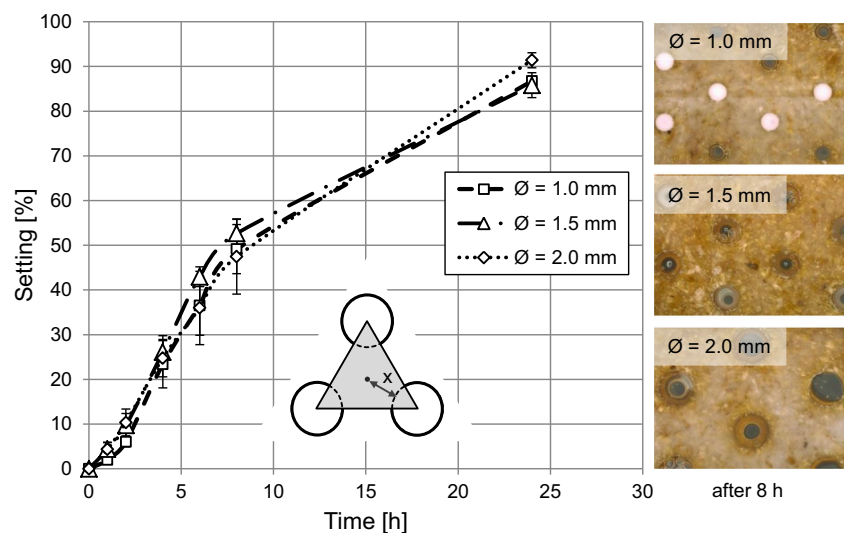 100
90
80
70
60
50
40
30
20
10
0
0
5
10
15
20
25
30
Setting [%]
Time [h]
Ø = 1.0 mm
Ø = 1.5 mm
Ø = 2.0 mm
x
Ø = 1.0 mm
Ø = 1.5 mm
Ø = 2.0 mm
after 8 h